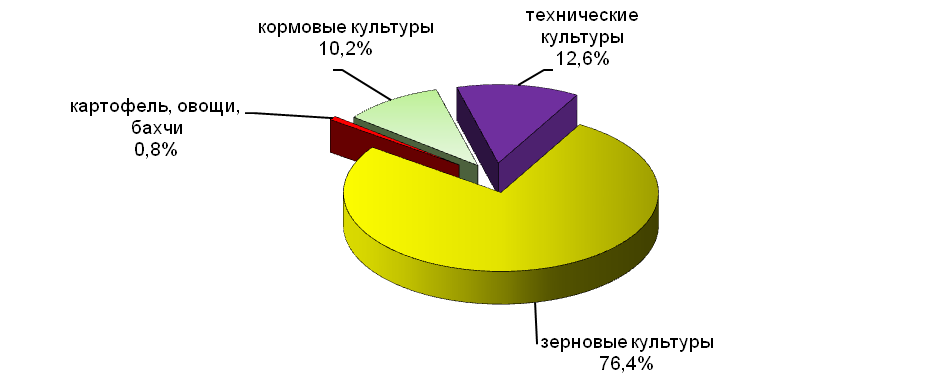 технические
культуры
12,6%
кормовые культуры
10,2%
картофель, овощи,
бахчи
0,8%
зерновые культуры
76,4%